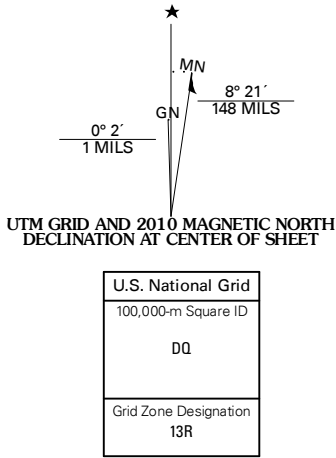 ★
MN
8° 21´
148 MILS
GN
0° 2´
1 MILS
UTM GRID AND 2010 MAGNETIC NORTH
DECLINATION AT CENTER OF SHEET
U.S. National Grid
100,000-m Square ID
DQ
Grid Zone Designation
13R